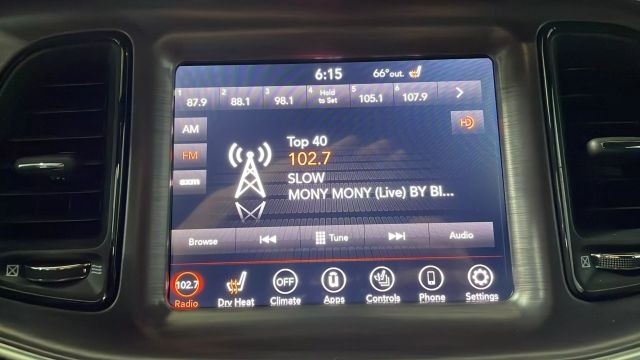 6:15 66°out.
1 87.9 2 88.1 3 98.1 4 Hold to Set 5 105.1 6 107.9
AM
FM
sxm
HD
Top 40
102.7
SLOW
MONY MONY (Live) BY BI...
Browse Tune Audio
102.7 OFF
Radio Drv Heat Climate Apps Controls Phone Settings